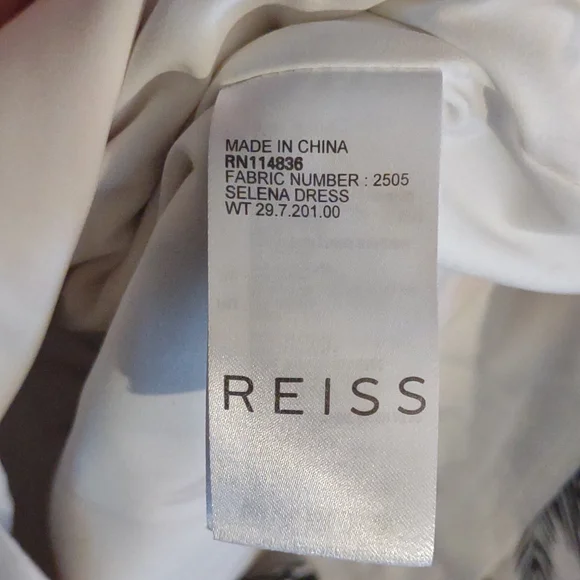 MADE IN CHINA
RN114836
FABRIC NUMBER : 2505
SELENA DRESS
WT 29.7.201.00
REISS